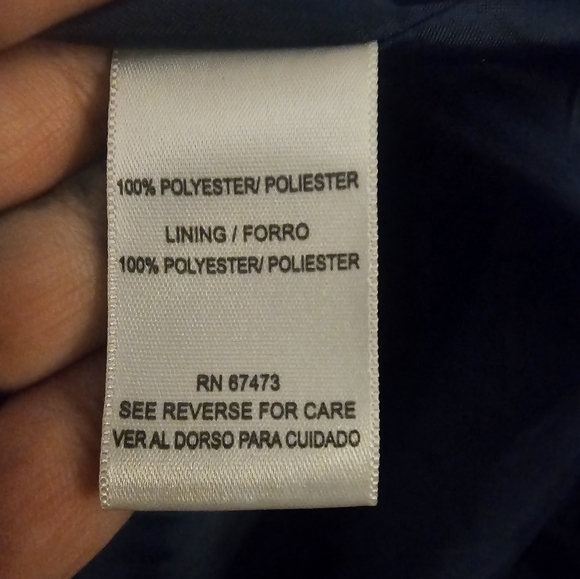 100% POLYESTER/ POLIESTER
LINING / FORRO
100% POLYESTER/ POLIESTER
RN 67473
SEE REVERSE FOR CARE
VER AL DORSO PARA CUIDADO